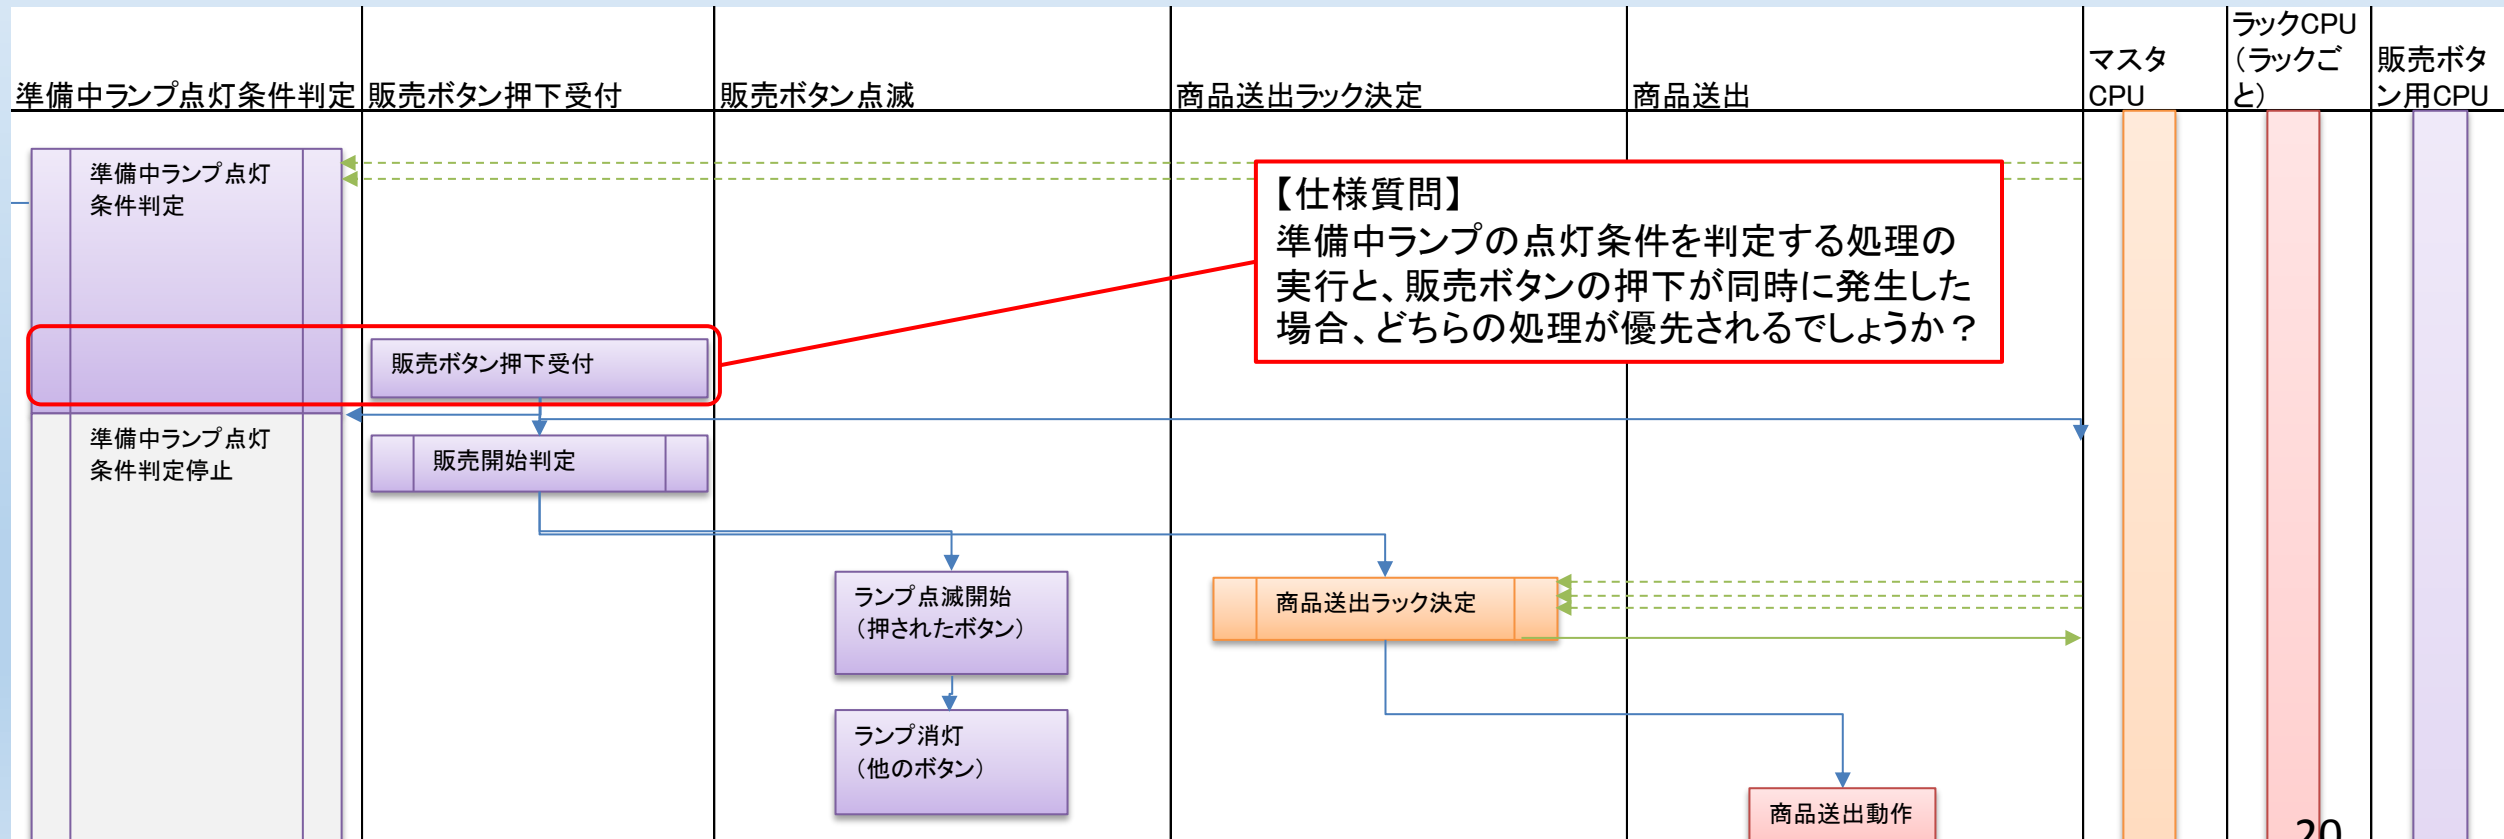 準備中ランプ点灯条件判定
販売ボタン押下受付
販売ボタン点滅
商品送出ラック決定
商品送出
マスタ
CPU
ラックCPU
(ラックご
と)
販売ボタ
ン用CPU
準備中ランプ点灯
条件判定
【仕様質問】
準備中ランプの点灯条件を判定する処理の
実行と、販売ボタンの押下が同時に発生した
場合、どちらの処理が優先されるでしょうか？
販売ボタン押下受付
準備中ランプ点灯
条件判定停止
販売開始判定
ランプ点滅開始
（押されたボタン）
商品送出ラック決定
ランプ消灯
（他のボタン）
商品送出動作
20